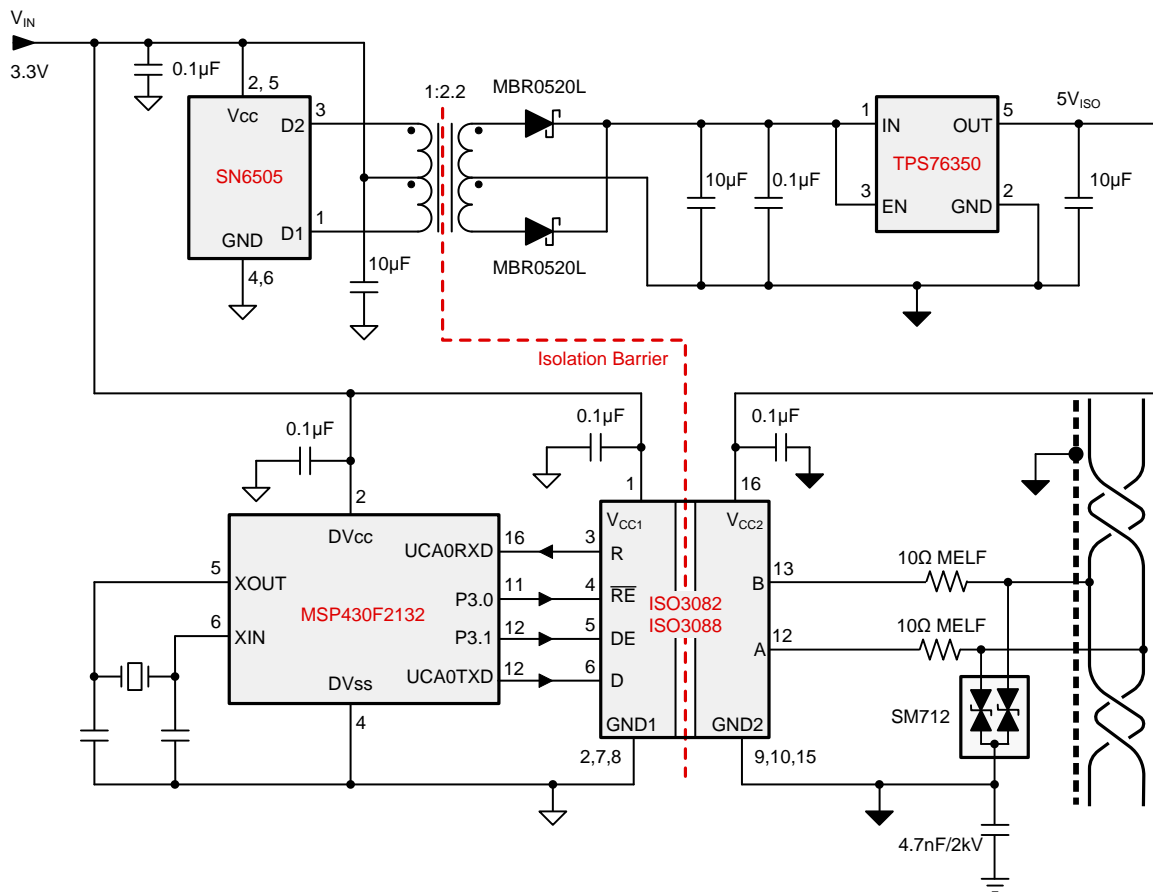 V_IN
3.3V
0.1µF
2, 5
Vcc
D2
3
SN6505
D1
1
GND
4,6
10µF
1:2.2
MBR0520L
MBR0520L
10µF
0.1µF
1
IN
OUT
5
5V_ISO
TPS76350
3
EN
GND
2
10µF
Isolation Barrier
0.1µF
2
DVcc
0.1µF
1
V_CC1
0.1µF
16
V_CC2
5
XOUT
6
XIN
MSP430F2132
UCA0RXD
16
3
R
P3.0
11
4
RE
P3.1
12
5
DE
UCA0TXD
12
6
D
DVss
4
ISO3082
ISO3088
B
13
10Ω MELF
A
12
10Ω MELF
GND1
2,7,8
GND2
9,10,15
SM712
4.7nF/2kV